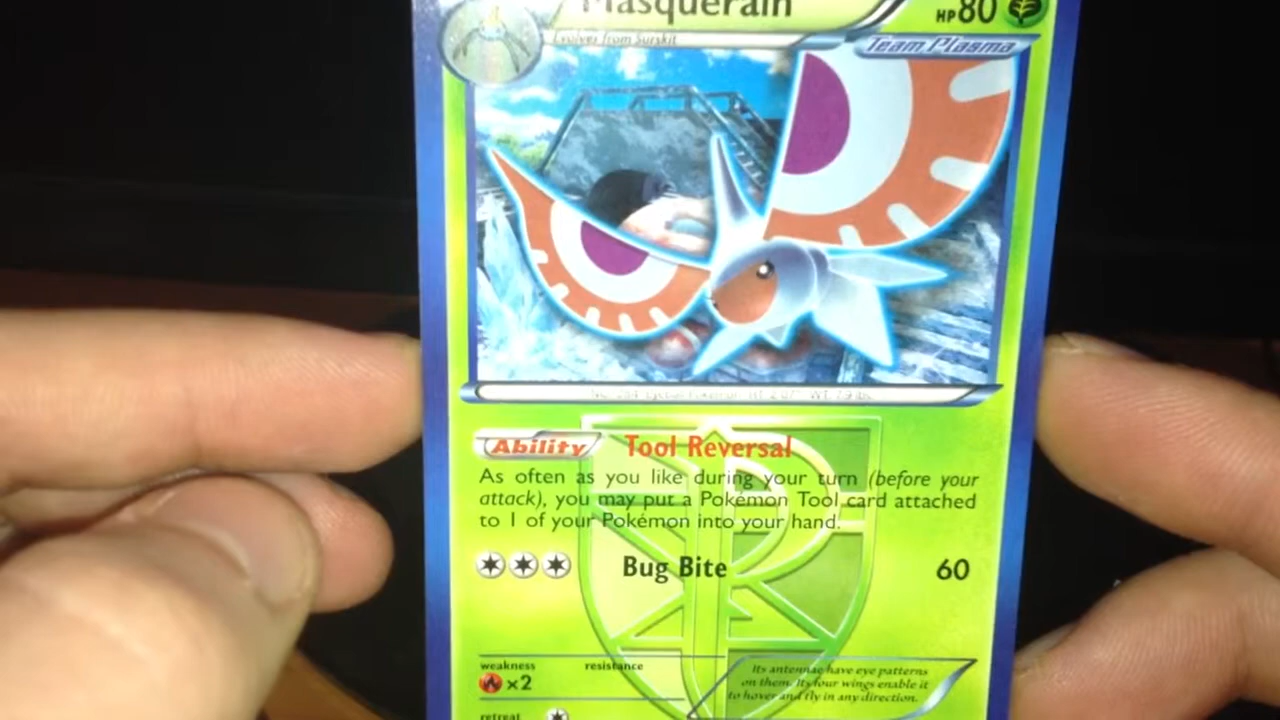 Masquerain
HP 80
Evolves from Surskit
Team Plasma
Ability Tool Reversal
As often as you like during your turn (before your
attack), you may put a Pokémon Tool card attached
to 1 of your Pokémon into your hand.
Bug Bite 60
weakness resistance
×2
Its antennae have eye patterns
on them. Its four wings enable it
to hover and fly in any direction.
retreat